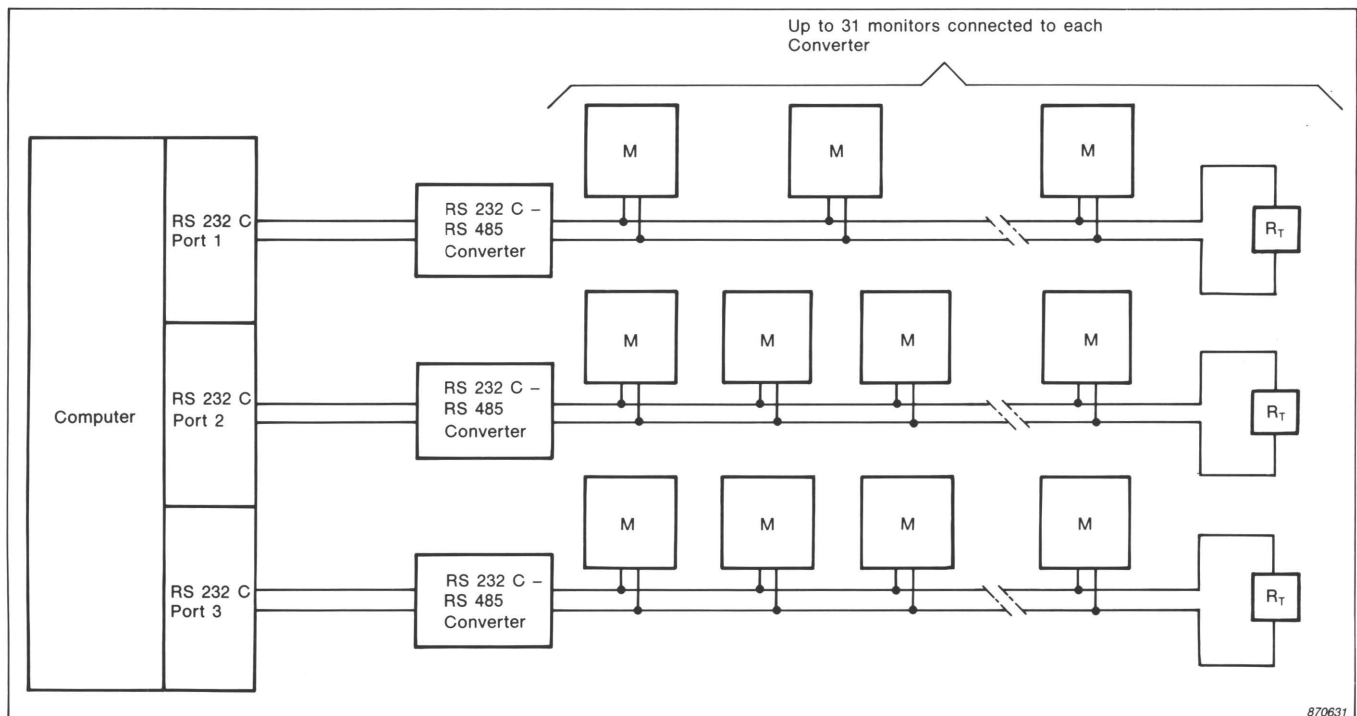 Up to 31 monitors connected to each
Converter
M
M
M
RS 232 C
Port 1
RS 232 C –
RS 485
Converter
R_T
M
M
M
M
Computer
RS 232 C
Port 2
RS 232 C –
RS 485
Converter
R_T
M
M
M
M
RS 232 C
Port 3
RS 232 C –
RS 485
Converter
R_T
870631